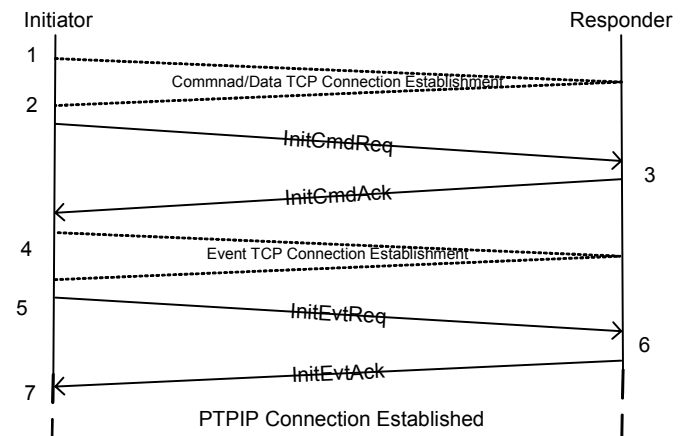 Initiator
Responder
1
Commnad/Data TCP Connection Establishment
2
InitCmdReq
3
InitCmdAck
4
Event TCP Connection Establishment
5
InitEvtReq
6
InitEvtAck
7
PTPIP Connection Established